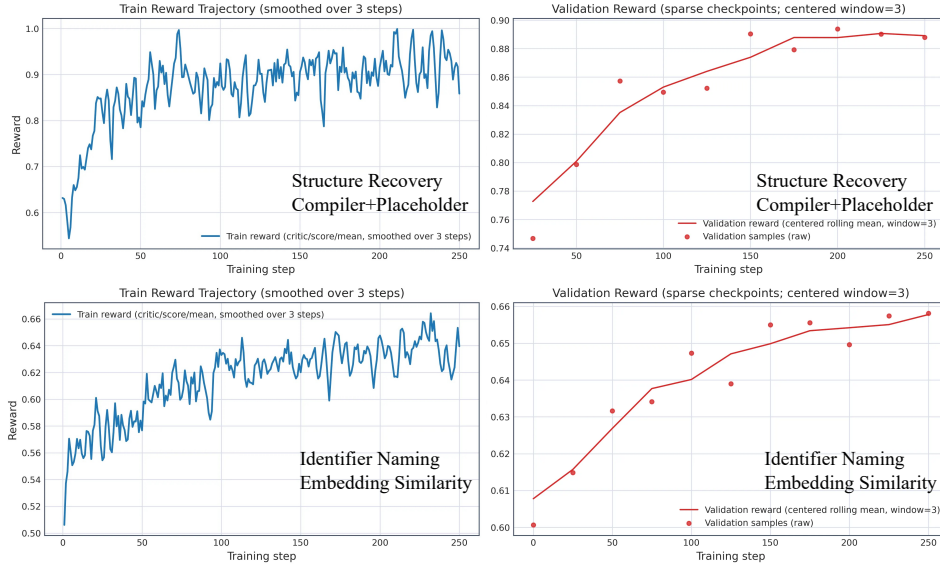 Train Reward Trajectory (smoothed over 3 steps)
Reward
1.0
0.9
0.8
0.7
0.6
Structure Recovery
Compiler+Placeholder
Train reward (critic/score/mean, smoothed over 3 steps)
0
50
100
150
200
250
Training step
Validation Reward (sparse checkpoints; centered window=3)
0.90
0.88
0.86
0.84
0.82
0.80
0.78
0.76
0.74
Structure Recovery
Compiler+Placeholder
Validation reward (centered rolling mean, window=3)
Validation samples (raw)
0
50
100
150
200
250
Training step
Train Reward Trajectory (smoothed over 3 steps)
Train reward (critic/score/mean, smoothed over 3 steps)
Reward
0.66
0.64
0.62
0.60
0.58
0.56
0.54
0.52
0.50
Identifier Naming
Embedding Similarity
0
50
100
150
200
250
Training step
Validation Reward (sparse checkpoints; centered window=3)
0.66
0.65
0.64
0.63
0.62
0.61
0.60
Identifier Naming
Embedding Similarity
Validation reward (centered rolling mean, window=3)
Validation samples (raw)
0
50
100
150
200
250
Training step